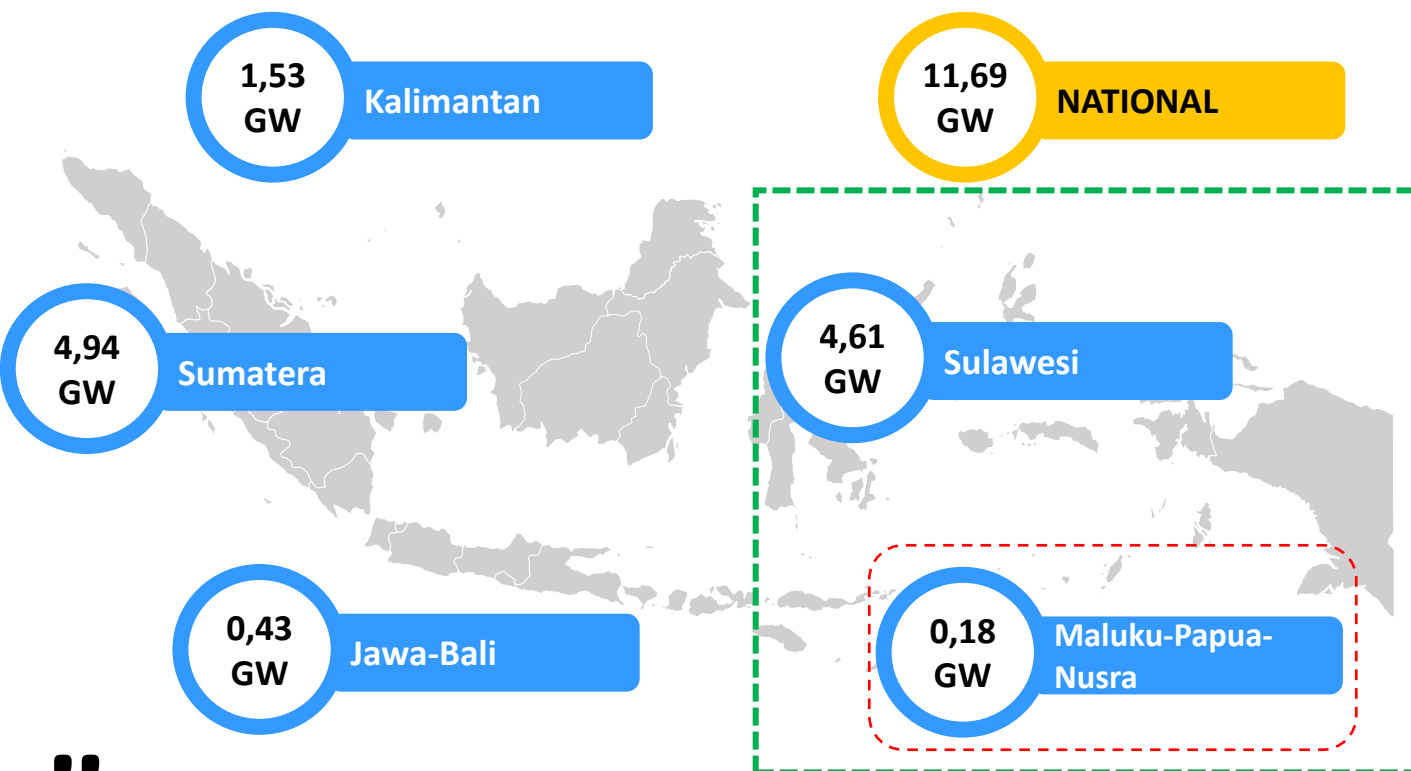 1,53
GW
Kalimantan
11,69
GW
NATIONAL
4,94
GW
Sumatera
4,61
GW
Sulawesi
0,43
GW
Jawa-Bali
0,18
GW
Maluku-Papua-
Nusra
"